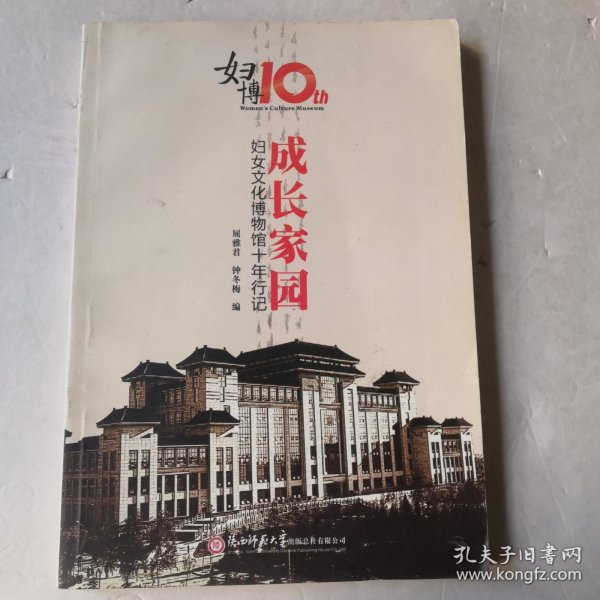 妇博10th
Women's Culture Museum
成长家园
妇女文化博物馆十年行记
屈雅君 钟冬梅 编
陕西师范大学出版总社有限公司
孔夫子旧书网
www.kongfz.com